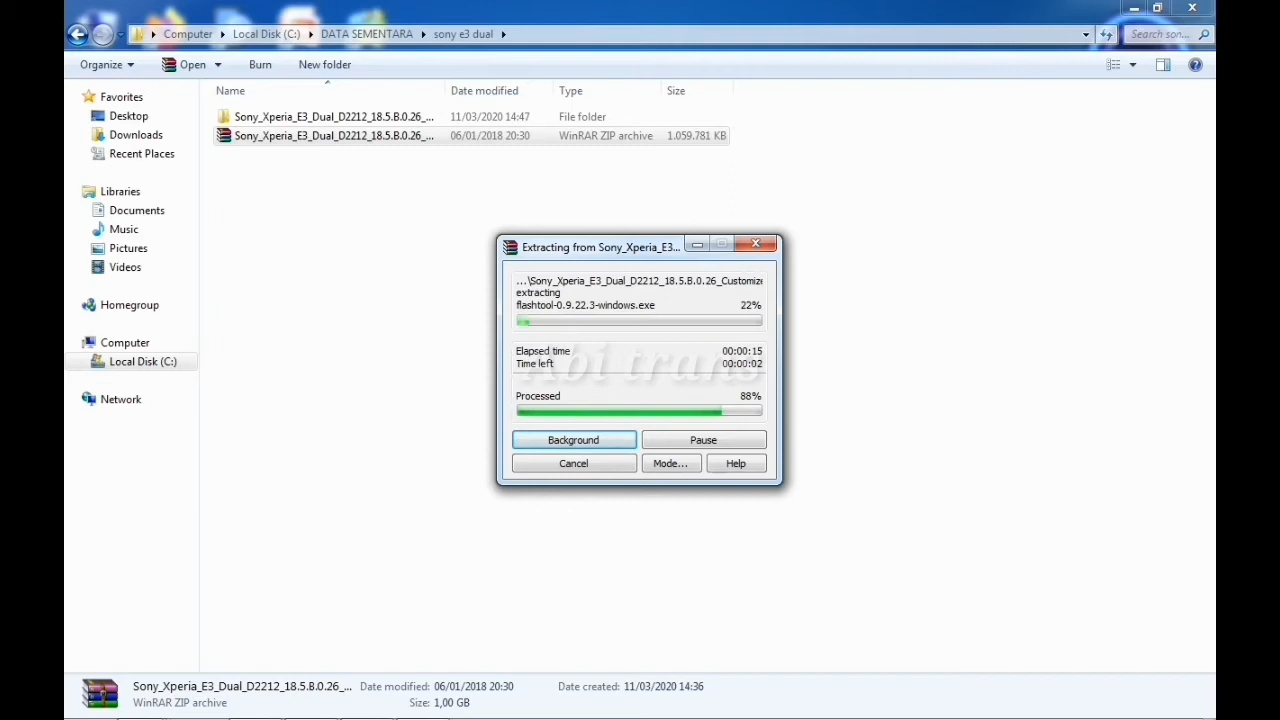 Computer
Local Disk (C:)
DATA SEMENTARA
sony e3 dual
Search son...
Organize
Open
Burn
New folder
Name
Date modified
Type
Size
Favorites
Desktop
Downloads
Recent Places
Libraries
Documents
Music
Pictures
Videos
Homegroup
Computer
Local Disk (C:)
Network
Sony_Xperia_E3_Dual_D2212_18.5.B.0.26_... 11/03/2020 14:47 File folder
Sony_Xperia_E3_Dual_D2212_18.5.B.0.26_... 06/01/2018 20:30 WinRAR ZIP archive 1.059.781 KB
Extracting from Sony_Xperia_E3...
...\Sony_Xperia_E3_Dual_D2212_18.5.B.0.26_Customize
extracting
flashtool-0.9.22.3-windows.exe 22%
Elapsed time 00:00:15
Time left 00:00:02
Abi trans
Processed 88%
Background Pause
Cancel Mode... Help
Sony_Xperia_E3_Dual_D2212_18.5.B.0.26_... Date modified: 06/01/2018 20:30 Date created: 11/03/2020 14:36
WinRAR ZIP archive Size: 1,00 GB